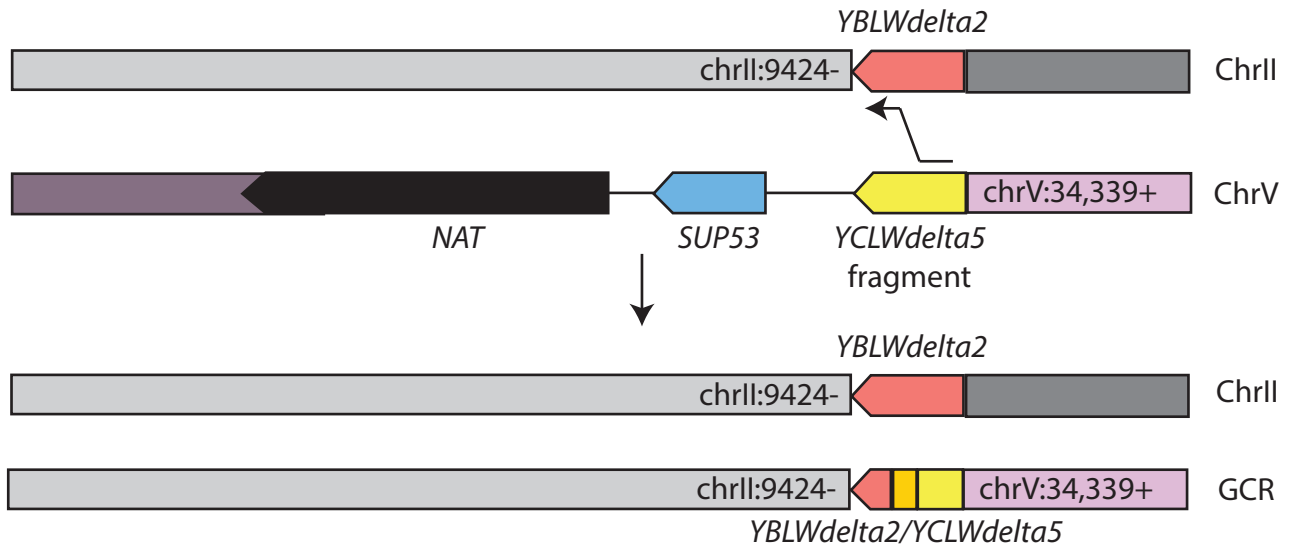 YBLWdelta2
chrII:9424- ChrII
chrV:34,339+ ChrV
NAT SUP53 YCLWdelta5
fragment
YBLWdelta2
chrII:9424- ChrII
chrII:9424- chrV:34,339+ GCR
YBLWdelta2/YCLWdelta5